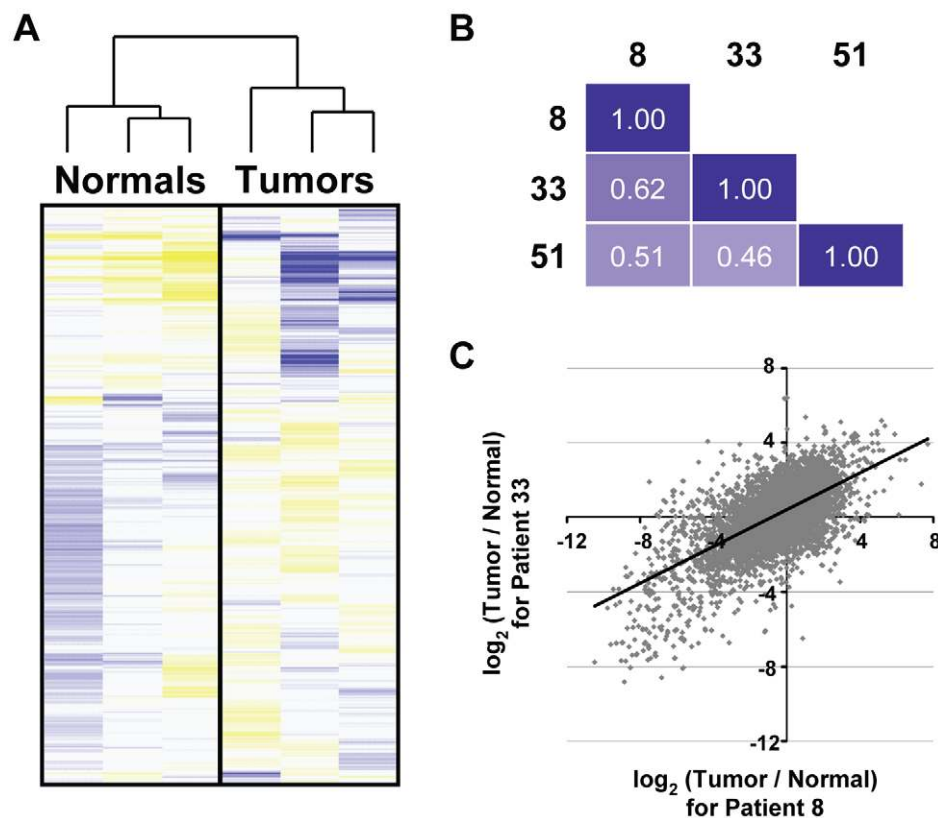 A
Normals Tumors
B
8 33 51
8 1.00
33 0.62 1.00
51 0.51 0.46 1.00
C
8
4
-12 -8 -4 4 8
-4
-8
-12
log2 (Tumor / Normal)
for Patient 33
log2 (Tumor / Normal)
for Patient 8